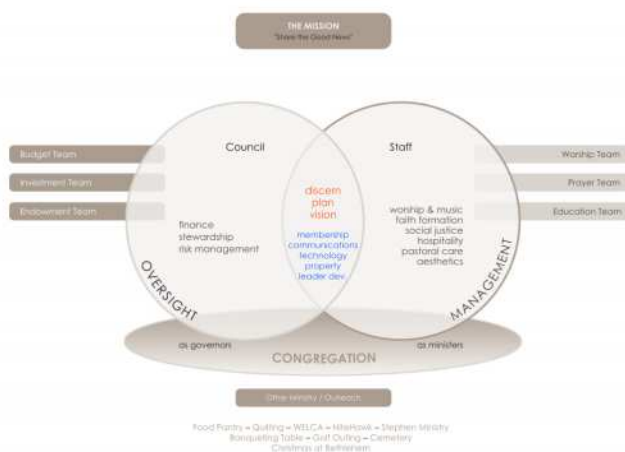 THE MISSION
"Share the Good News"
Council
Staff
Budget Team
Investment Team
Endowment Team
Worship Team
Prayer Team
Education Team
discern
plan
vision
finance
stewardship
risk management
membership
communications
technology
property
leader dev.
worship & music
faith formation
social justice
hospitality
pastoral care
aesthetics
OVERSIGHT
MANAGEMENT
as governors
as ministers
CONGREGATION
Other Ministry / Outreach
Food Pantry – Quilting – WELCA – NiteHawk – Stephen Ministry
Banqueting Table – Golf Outing – Cemetery
Christmas at Bethlehem